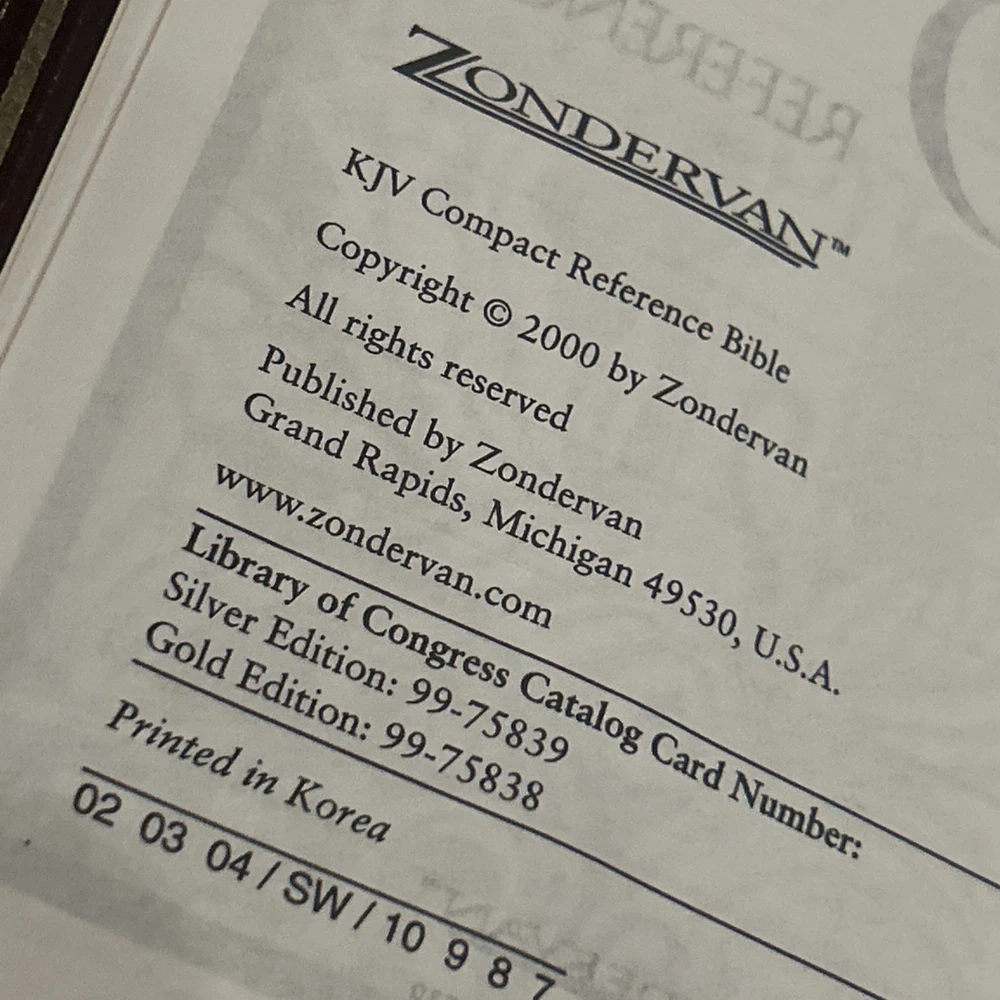 ZONDERVAN™
KJV Compact Reference Bible
Copyright © 2000 by Zondervan
All rights reserved
Published by Zondervan
Grand Rapids, Michigan 49530, U.S.A.
www.zondervan.com
Library of Congress Catalog Card Number:
Silver Edition: 99-75839
Gold Edition: 99-75838
Printed in Korea
02 03 04 / SW / 10 9 8 7